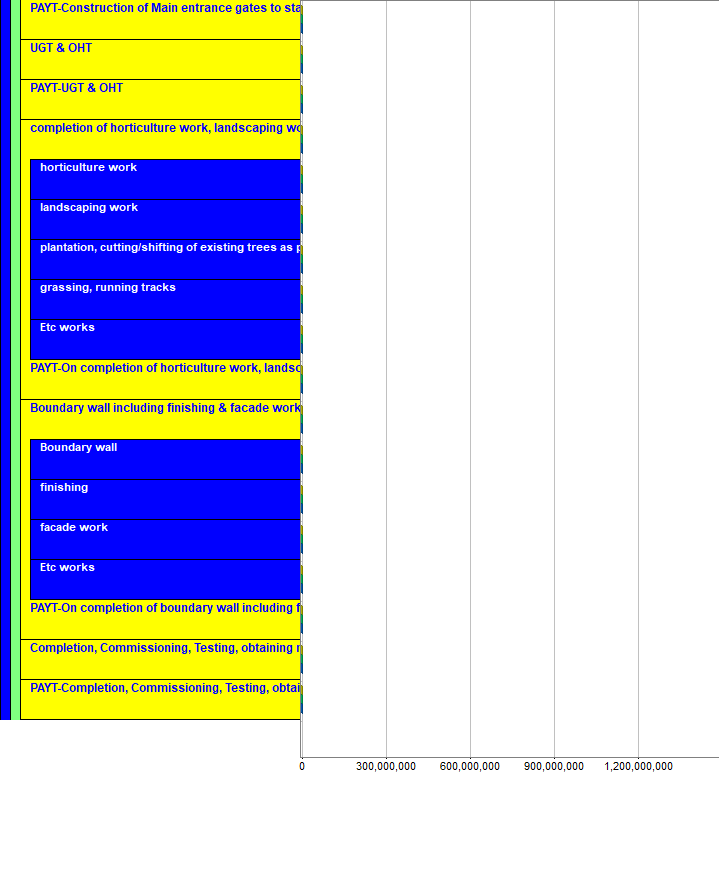 PAYT-Construction of Main entrance gates to sta
UGT & OHT
PAYT-UGT & OHT
completion of horticulture work, landscaping wo
horticulture work
landscaping work
plantation, cutting/shifting of existing trees as p
grassing, running tracks
Etc works
PAYT-On completion of horticulture work, landsc
Boundary wall including finishing & facade work
Boundary wall
finishing
facade work
Etc works
PAYT-On completion of boundary wall including f
Completion, Commissioning, Testing, obtaining n
PAYT-Completion, Commissioning, Testing, obtai
0 300,000,000 600,000,000 900,000,000 1,200,000,000